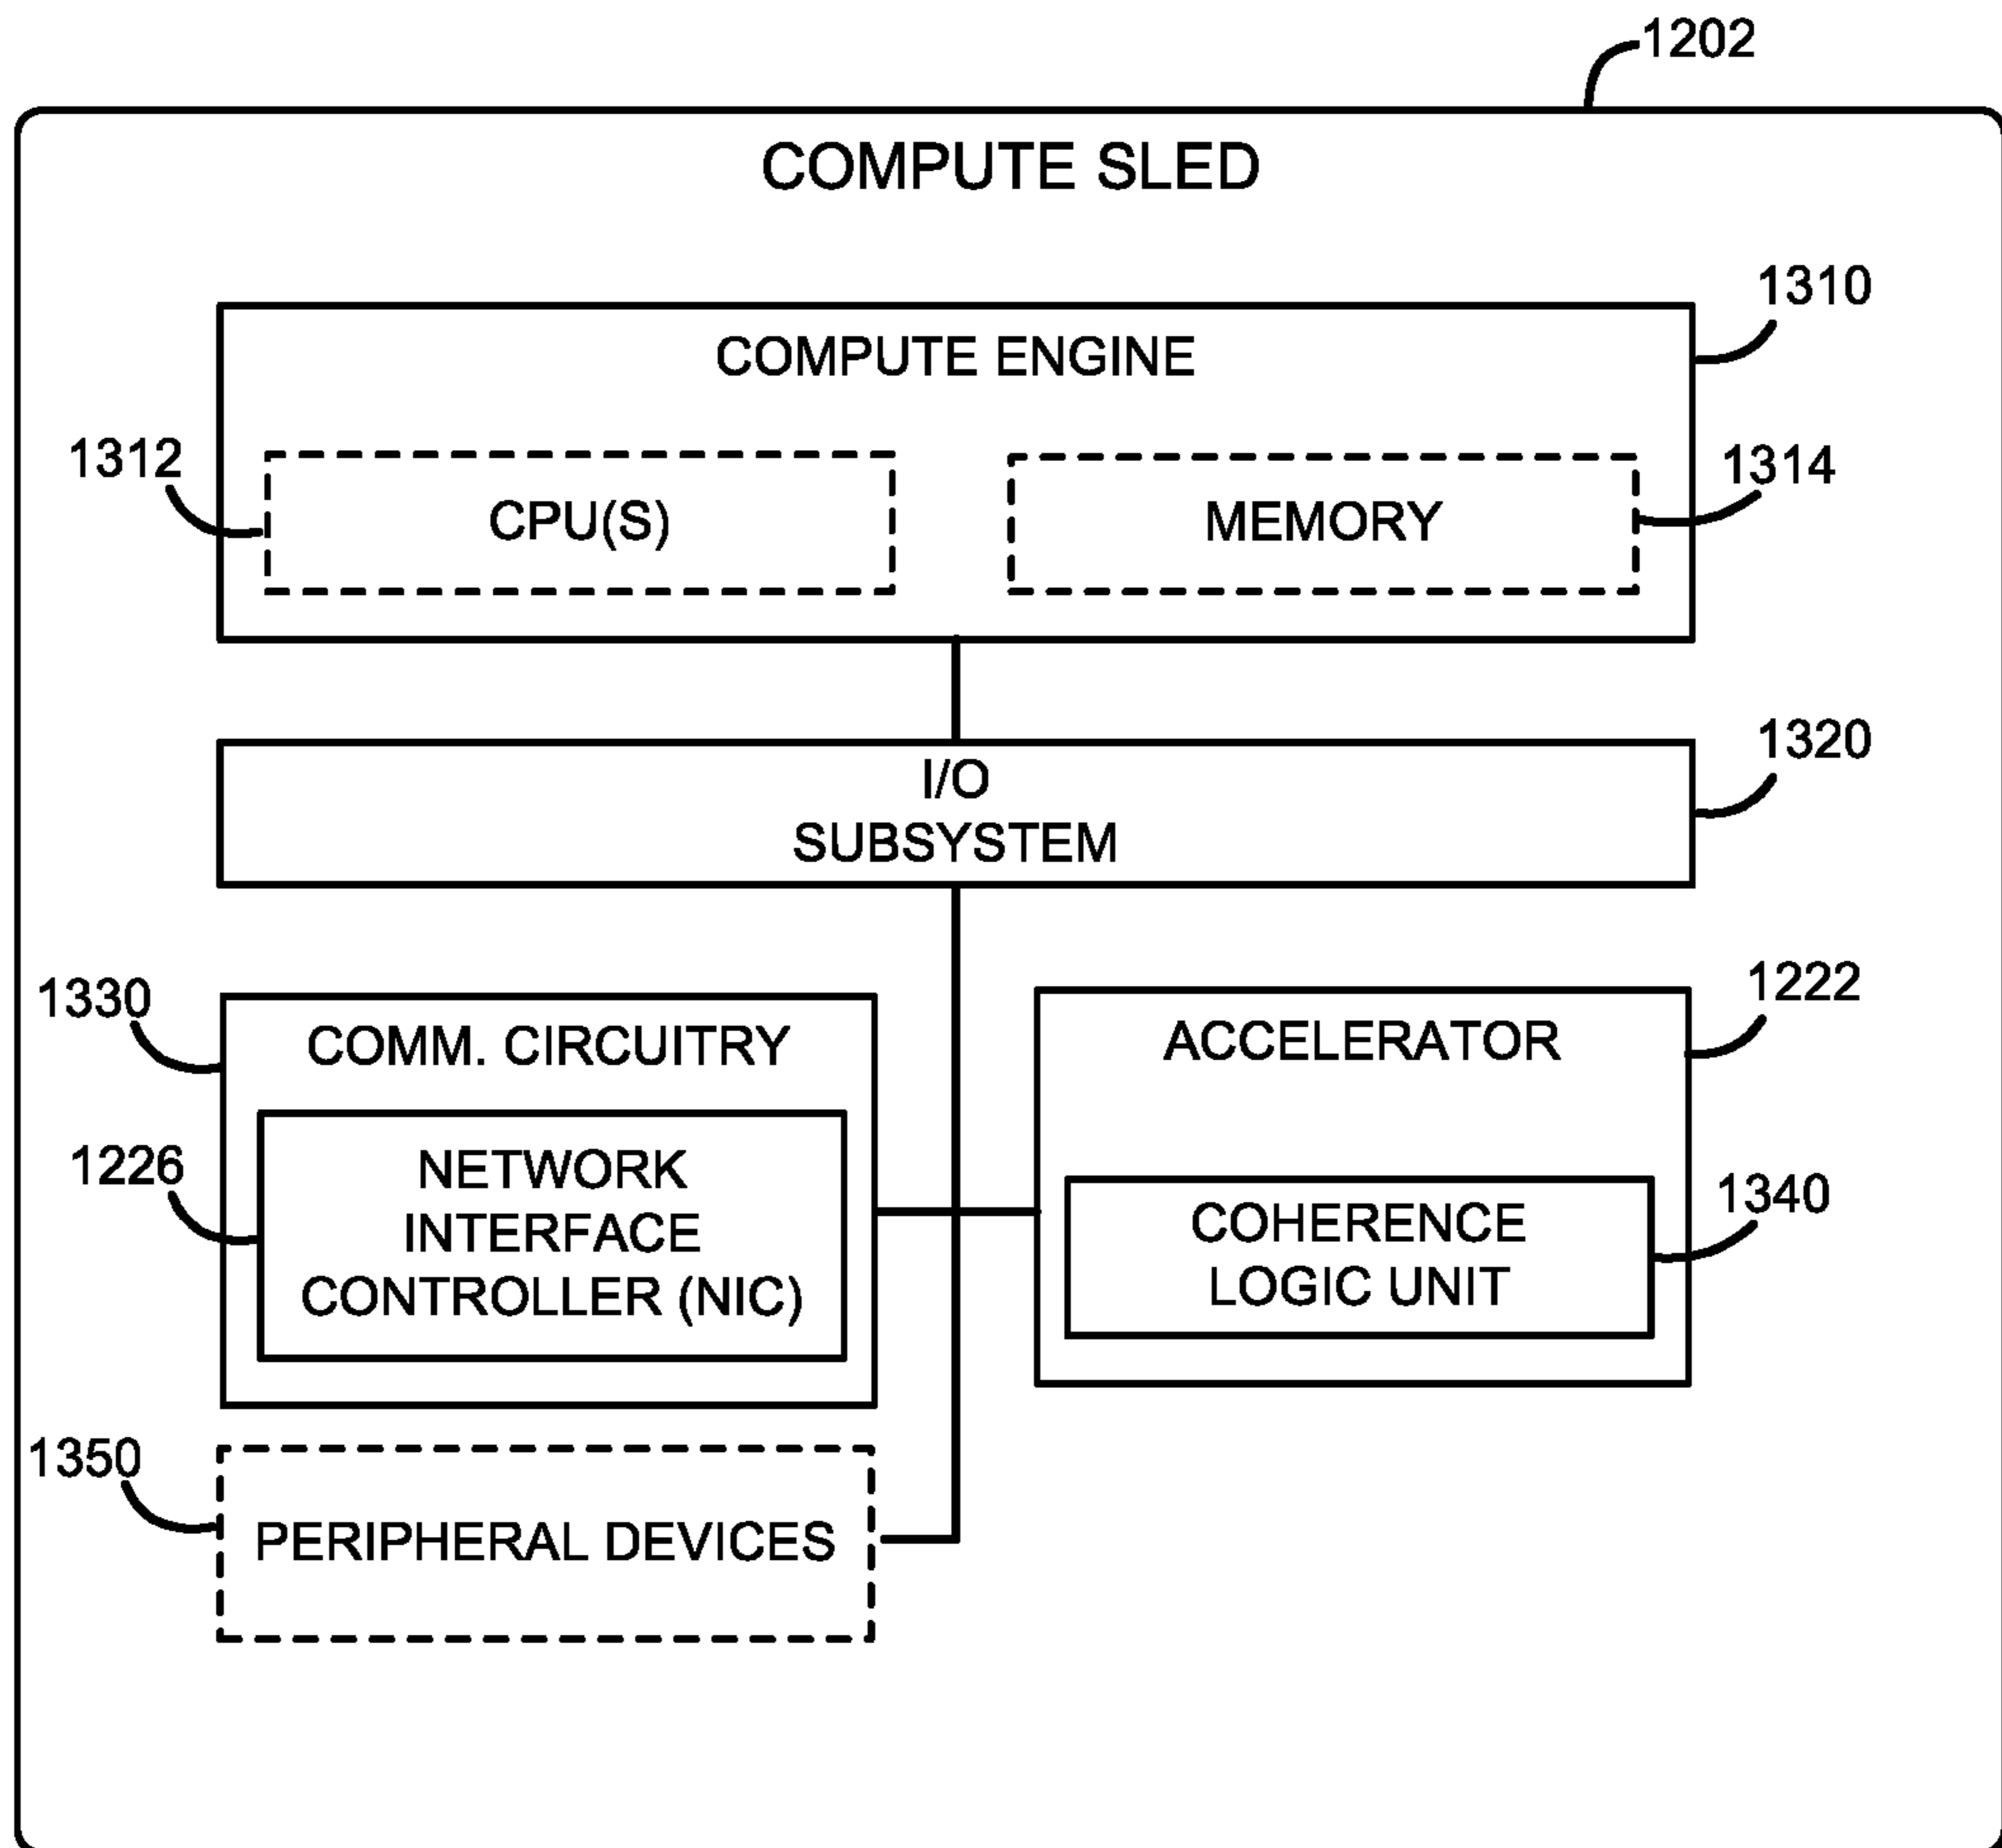 1202
COMPUTE SLED
1310
COMPUTE ENGINE
1312
1314
CPU(S)
MEMORY
1320
I/O
SUBSYSTEM
1330
COMM. CIRCUITRY
1226
NETWORK
INTERFACE
CONTROLLER (NIC)
1222
ACCELERATOR
1340
COHERENCE
LOGIC UNIT
1350
PERIPHERAL DEVICES